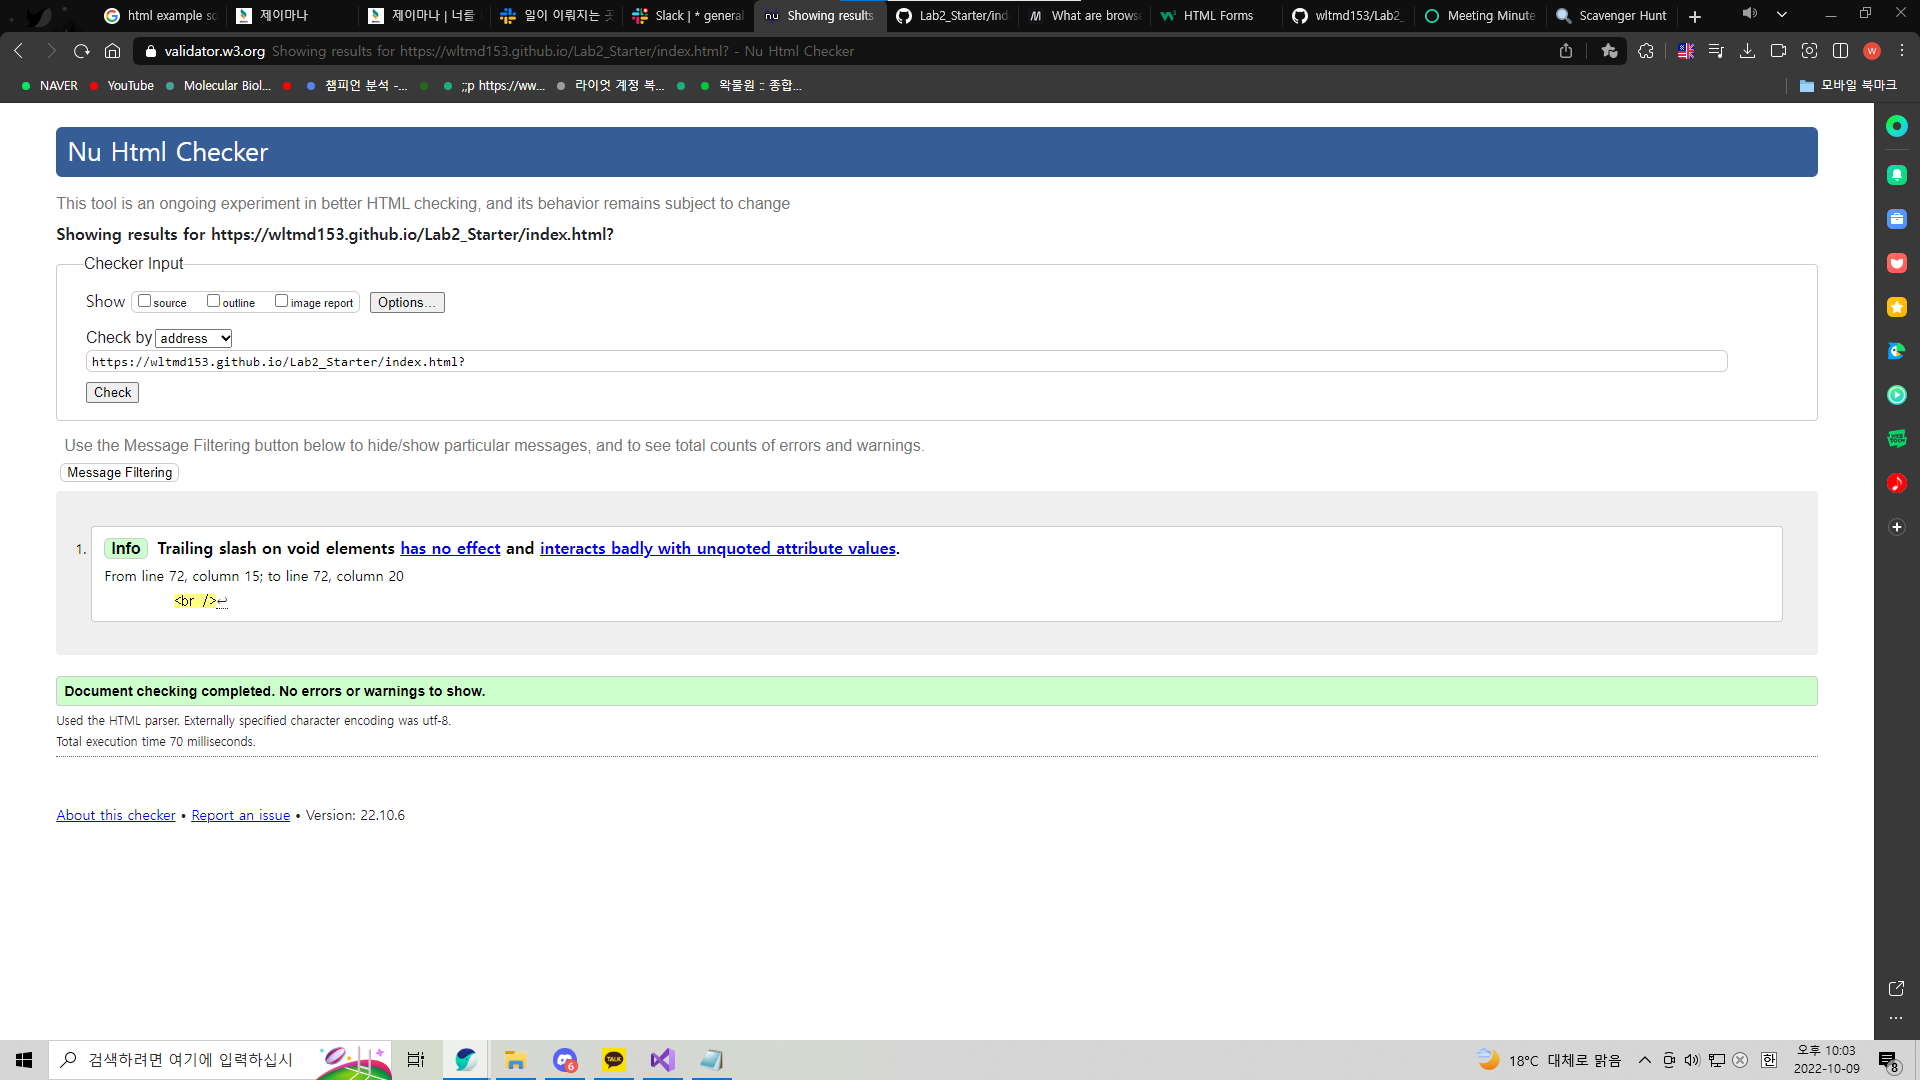 html example so
제이마나
제이마나 | 너를
일이 이뤄지는 곳
Slack | * general
nu Showing results
Lab2_Starter/ind
M What are brows
HTML Forms
wltmd153/Lab2_
Meeting Minute
Scavenger Hunt
validator.w3.org Showing results for https://wltmd153.github.io/Lab2_Starter/index.html? - Nu Html Checker
W
NAVER YouTube Molecular Biol... 챔피언 분석 -... ;;p https://ww... 라이엇 계정 복... 왁물원 :: 종합... 모바일 북마크
Nu Html Checker
This tool is an ongoing experiment in better HTML checking, and its behavior remains subject to change
Showing results for https://wltmd153.github.io/Lab2_Starter/index.html?
Checker Input
Show source outline image report Options...
Check by address
https://wltmd153.github.io/Lab2_Starter/index.html?
Check
Use the Message Filtering button below to hide/show particular messages, and to see total counts of errors and warnings.
Message Filtering
1. Info Trailing slash on void elements has no effect and interacts badly with unquoted attribute values.
From line 72, column 15; to line 72, column 20
<br />↩
Document checking completed. No errors or warnings to show.
Used the HTML parser. Externally specified character encoding was utf-8.
Total execution time 70 milliseconds.
About this checker • Report an issue • Version: 22.10.6
WEB TOON
검색하려면 여기에 입력하십시
6
TALK
18°C 대체로 맑음
한
오후 10:03
2022-10-09
8